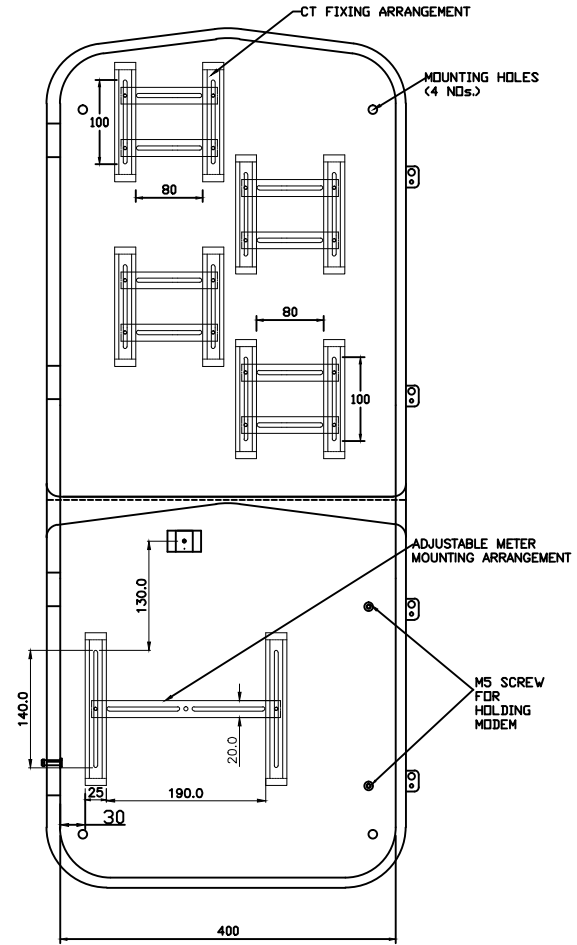 CT FIXING ARRANGEMENT
MOUNTING HOLES
(4 NOs.)
100
80
80
100
ADJUSTABLE METER
MOUNTING ARRANGEMENT
130.0
140.0
M5 SCREW
FOR
HOLDING
MODEM
20.0
25
190.0
30
400